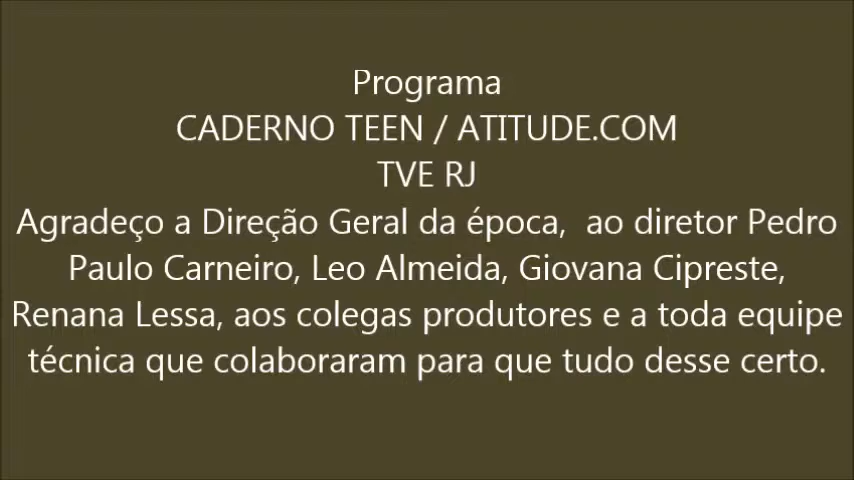 Programa
CADERNO TEEN / ATITUDE.COM
TVE RJ
Agradeço a Direção Geral da época,  ao diretor Pedro
Paulo Carneiro, Leo Almeida, Giovana Cipreste,
Renana Lessa, aos colegas produtores e a toda equipe
técnica que colaboraram para que tudo desse certo.